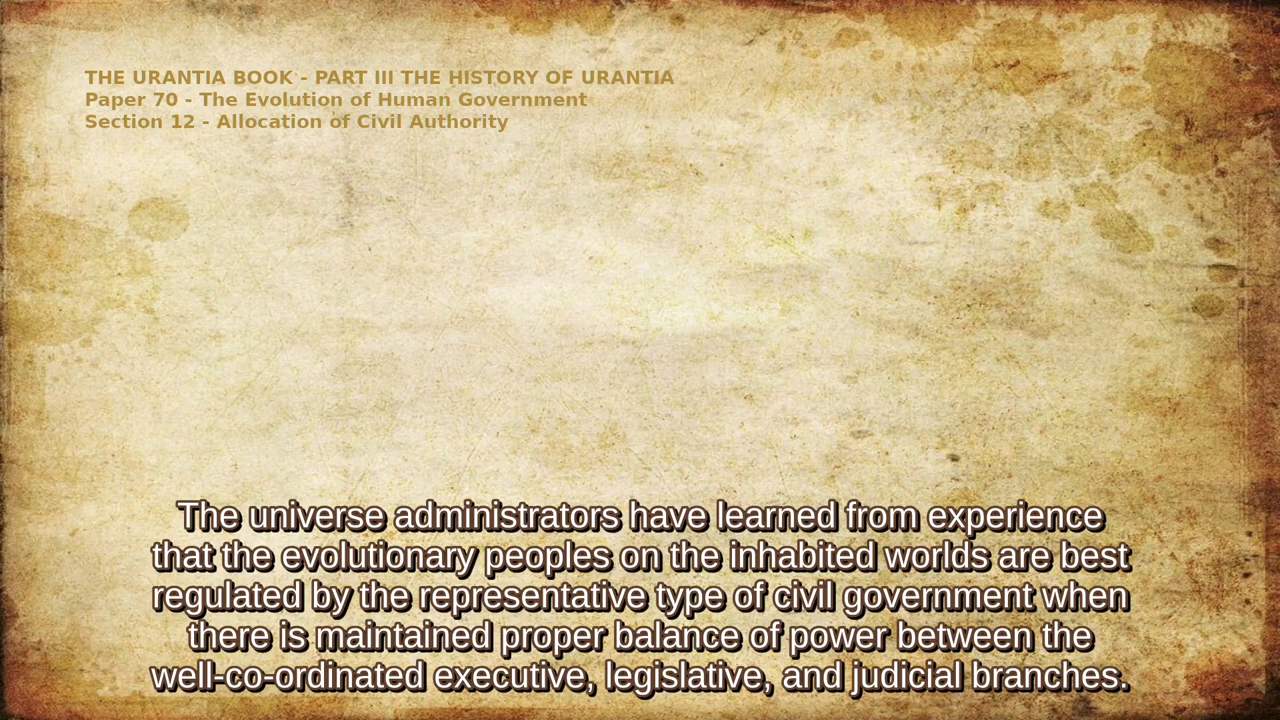 THE URANTIA BOOK - PART III THE HISTORY OF URANTIA
Paper 70 - The Evolution of Human Government
Section 12 - Allocation of Civil Authority
The universe administrators have learned from experience
that the evolutionary peoples on the inhabited worlds are best
regulated by the representative type of civil government when
there is maintained proper balance of power between the
well-co-ordinated executive, legislative, and judicial branches.